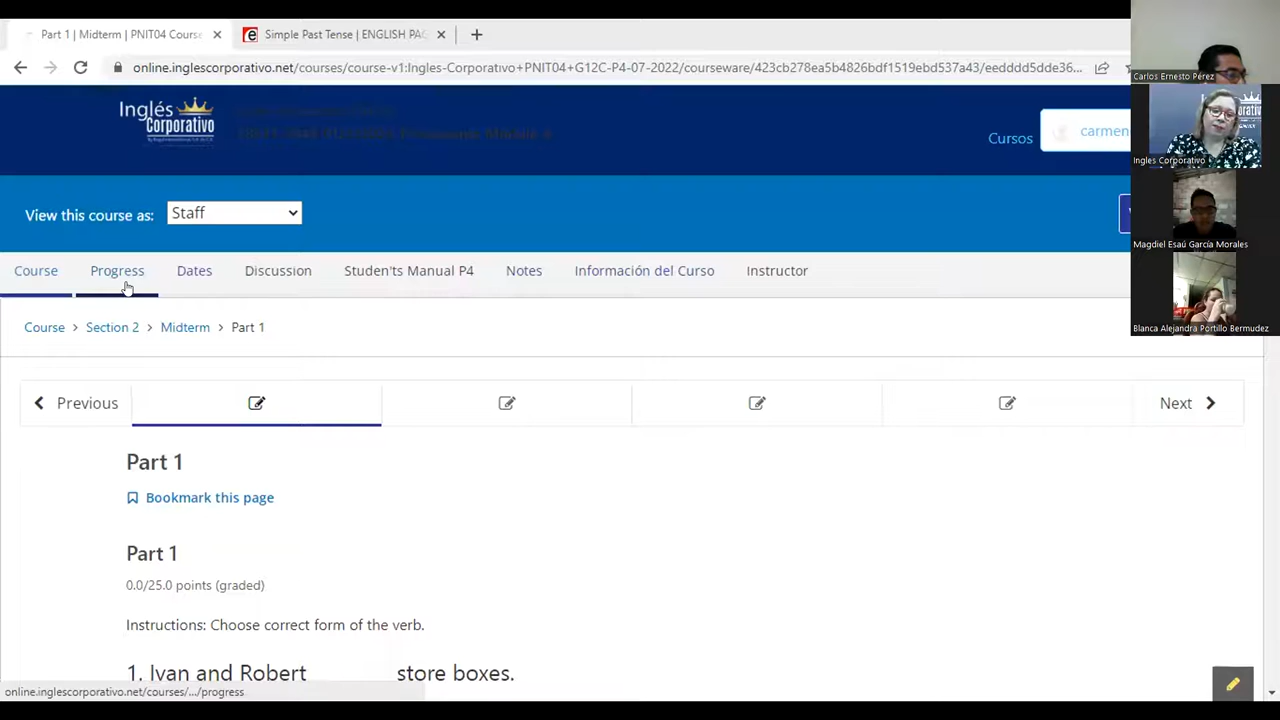 Part 1 | Midterm | PNIT04 Course
Simple Past Tense | ENGLISH PAG
online.inglescorporativo.net/courses/course-v1:Ingles-Corporativo+PNIT04+G12C-P4-07-2022/courseware/423cb278ea5b4826bdf1519ebd537a43/eedddd5dde36...
Carlos Ernesto Pérez
Inglés
Corporativo
Cursos
carmen
Ingles Corporativo
View this course as:
Staff
Magdiel Esaú García Morales
Course
Progress
Dates
Discussion
Studen'ts Manual P4
Notes
Información del Curso
Instructor
Course > Section 2 > Midterm > Part 1
Blanca Alejandra Portillo Bermudez
Previous
Next
Part 1
Bookmark this page
Part 1
0.0/25.0 points (graded)
Instructions: Choose correct form of the verb.
1. Ivan and Robert store boxes.
online.inglescorporativo.net/courses/.../progress